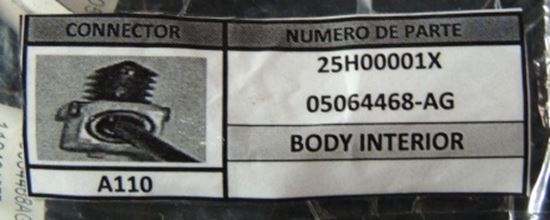 CONNECTOR
NUMERO DE PARTE
25H00001X
05064468-AG
BODY INTERIOR
A110